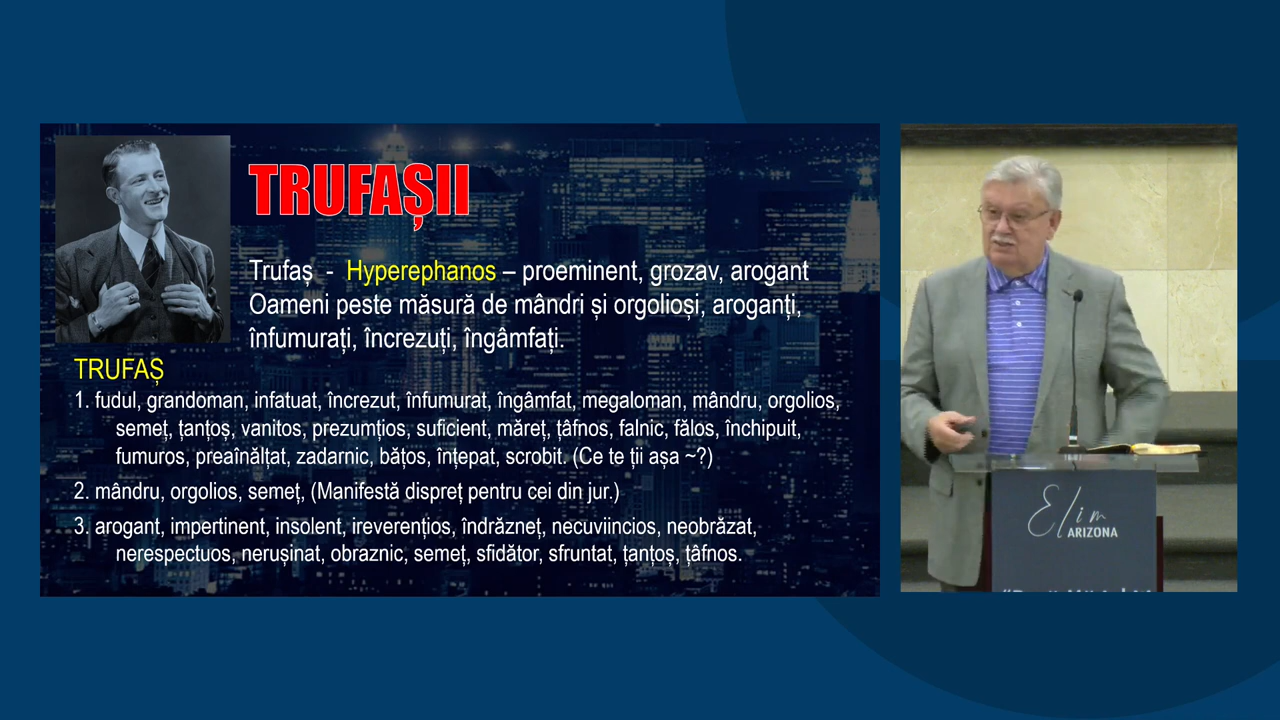 TRUFAȘII
Trufaș - Hyperephanos – proeminent, grozav, arogant
Oameni peste măsură de mândri și orgolioși, aroganți,
înfumurați, încrezuți, îngâmfați.
TRUFAȘ
1. fudul, grandoman, infatuat, încrezut, înfumurat, îngâmfat, megaloman, mândru, orgolios,
semeț, țanțoș, vanitos, prezumțios, suficient, măreț, țâfnos, falnic, fălos, închipuit,
fumuros, preaînălțat, zadarnic, bățos, înțepat, scrobit. (Ce te ții așa ~?)
2. mândru, orgolios, semeț, (Manifestă dispreț pentru cei din jur.)
3. arogant, impertinent, insolent, ireverențios, îndrăzneț, necuviincios, neobrăzat,
nerespectuos, nerușinat, obraznic, semeț, sfidător, sfruntat, țanțoș, țâfnos.
Elim
ARIZONA